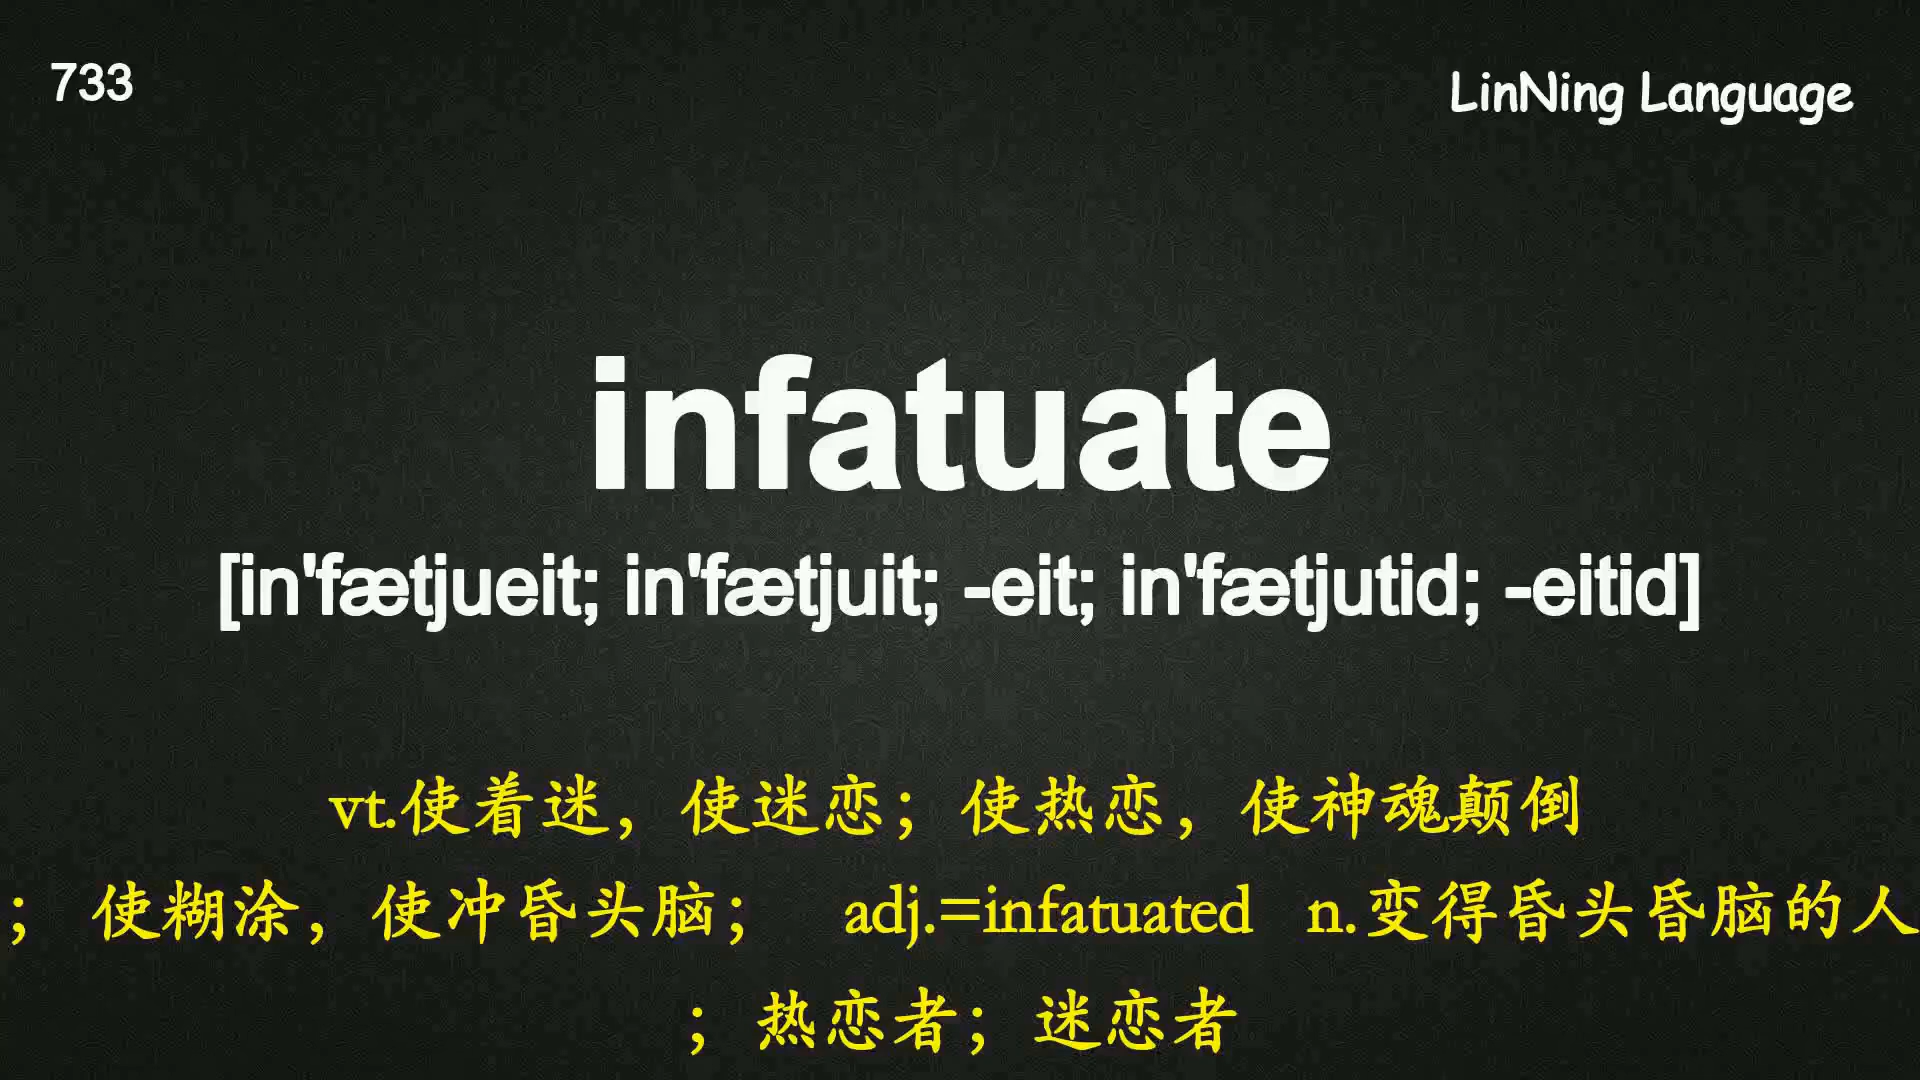 733
LinNing Language
infatuate
[in'fætjueit; in'fætjuit; -eit; in'fætjutid; -eitid]
vt.使着迷，使迷恋；使热恋，使神魂颠倒
；使糊涂，使冲昏头脑； adj.=infatuated n.变得昏头昏脑的人
；热恋者；迷恋者